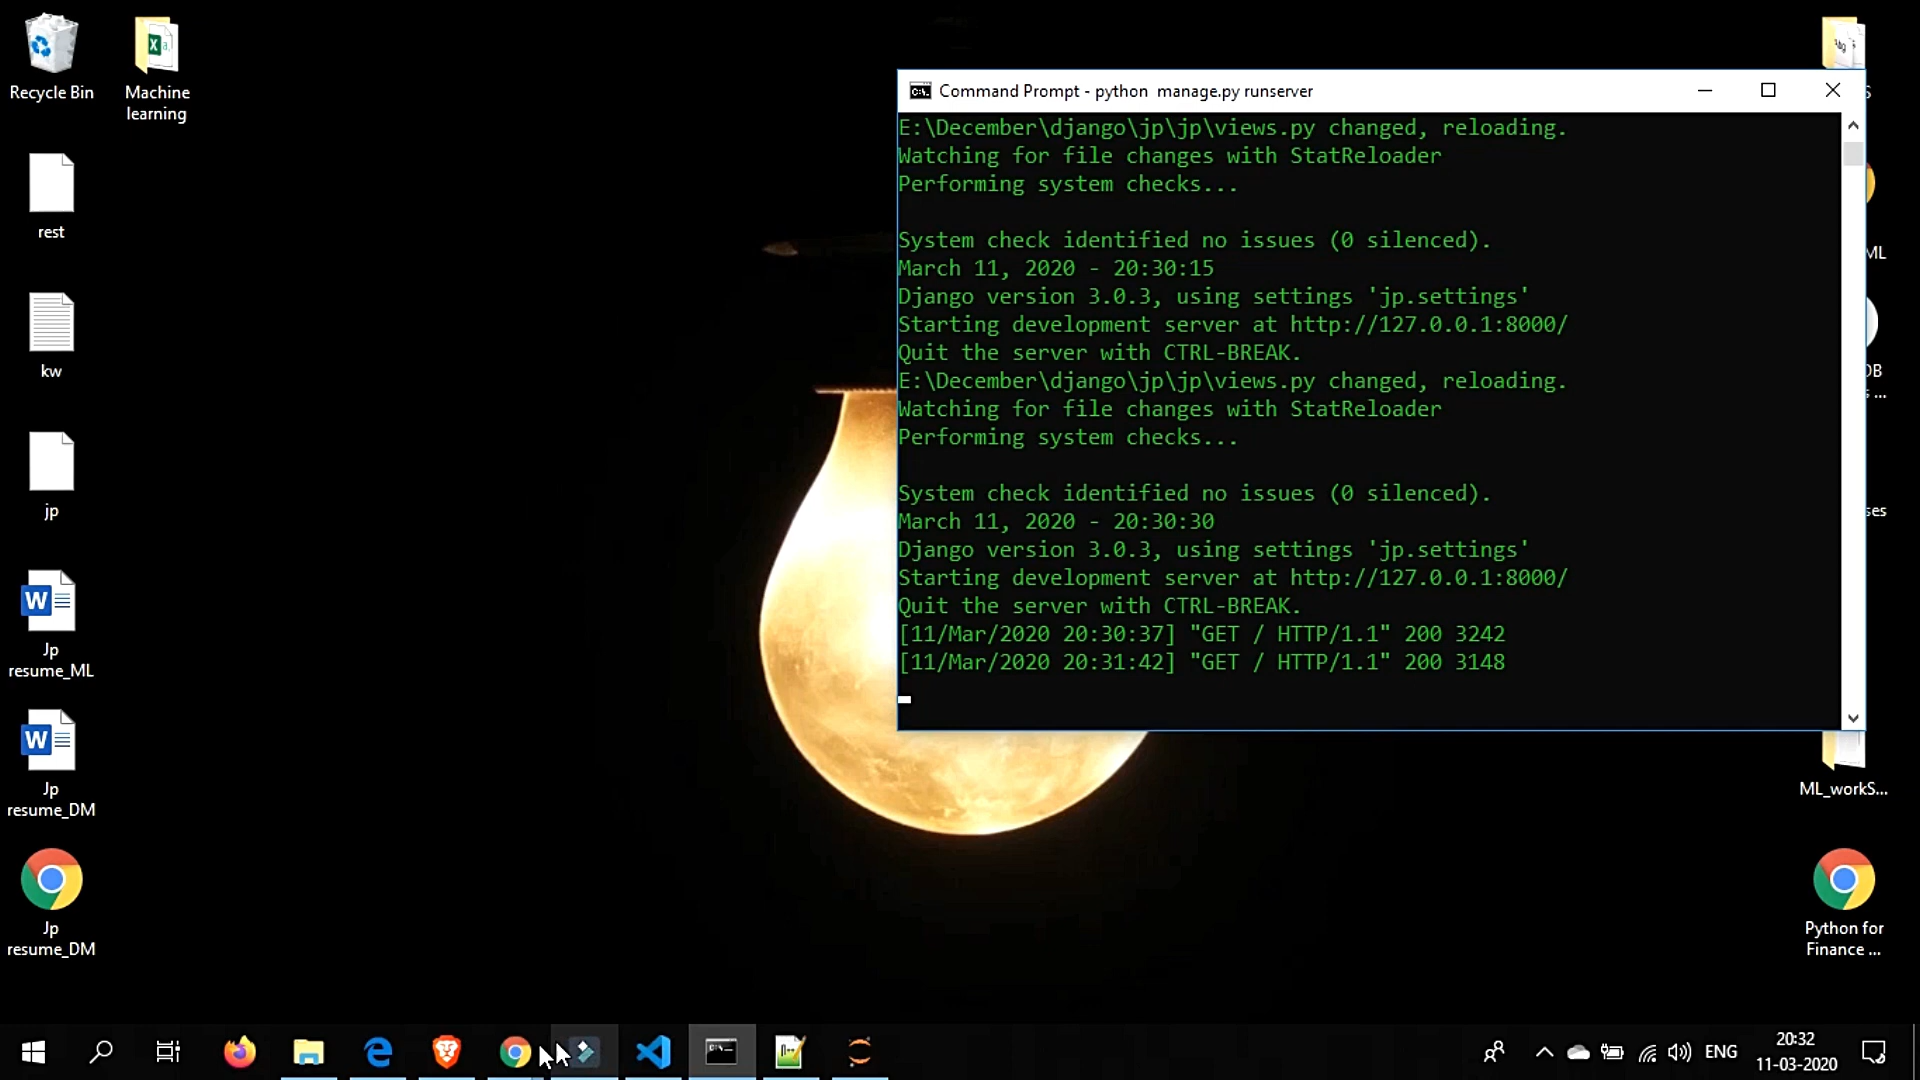 Recycle Bin
Machine
learning
rest
kw
jp
Jp
resume_ML
Jp
resume_DM
Jp
resume_DM
Command Prompt - python  manage.py runserver
E:\December\django\jp\jp\views.py changed, reloading.
Watching for file changes with StatReloader
Performing system checks...
System check identified no issues (0 silenced).
March 11, 2020 - 20:30:15
Django version 3.0.3, using settings 'jp.settings'
Starting development server at http://127.0.0.1:8000/
Quit the server with CTRL-BREAK.
E:\December\django\jp\jp\views.py changed, reloading.
Watching for file changes with StatReloader
Performing system checks...
System check identified no issues (0 silenced).
March 11, 2020 - 20:30:30
Django version 3.0.3, using settings 'jp.settings'
Starting development server at http://127.0.0.1:8000/
Quit the server with CTRL-BREAK.
[11/Mar/2020 20:30:37] "GET / HTTP/1.1" 200 3242
[11/Mar/2020 20:31:42] "GET / HTTP/1.1" 200 3148
ML
DB
...
ses
ML_workS...
Python for
Finance ...
ENG
20:32
11-03-2020